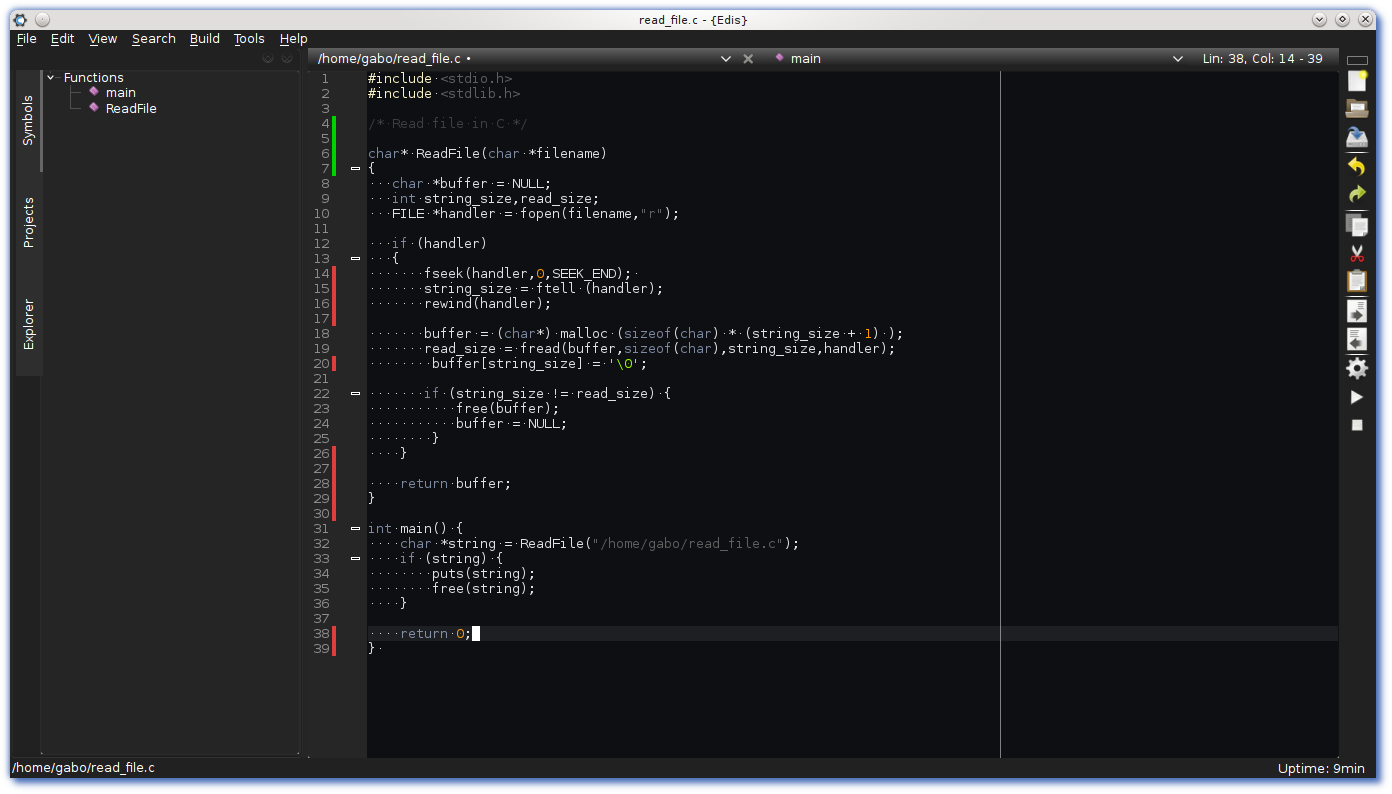 read_file.c - {Edis}
File Edit View Search Build Tools Help
/home/gabo/read_file.c • main Lin: 38, Col: 14 - 39
Symbols
Projects
Explorer
Functions
main
ReadFile
1 #include·<stdio.h>
2 #include·<stdlib.h>
3
4 /*·Read·file·in·C·*/
5
6 char*·ReadFile(char·*filename)
7 {
8 ···char·*buffer·=·NULL;
9 ···int·string_size,read_size;
10 ···FILE·*handler·=·fopen(filename,"r");
11
12 ···if·(handler)
13 ···{
14 ·······fseek(handler,0,SEEK_END);·
15 ·······string_size·=·ftell·(handler);
16 ·······rewind(handler);
17
18 ·······buffer·=·(char*)·malloc·(sizeof(char)·*·(string_size·+·1)·);
19 ·······read_size·=·fread(buffer,sizeof(char),string_size,handler);
20 ········buffer[string_size]·=·'\0';
21
22 ·······if·(string_size·!=·read_size)·{
23 ···········free(buffer);
24 ···········buffer·=·NULL;
25 ········}
26 ····}
27
28 ····return·buffer;
29 }
30
31 int·main()·{
32 ····char·*string·=·ReadFile("/home/gabo/read_file.c");
33 ····if·(string)·{
34 ········puts(string);
35 ········free(string);
36 ····}
37
38 ····return·0;
39 }·
/home/gabo/read_file.c Uptime: 9min